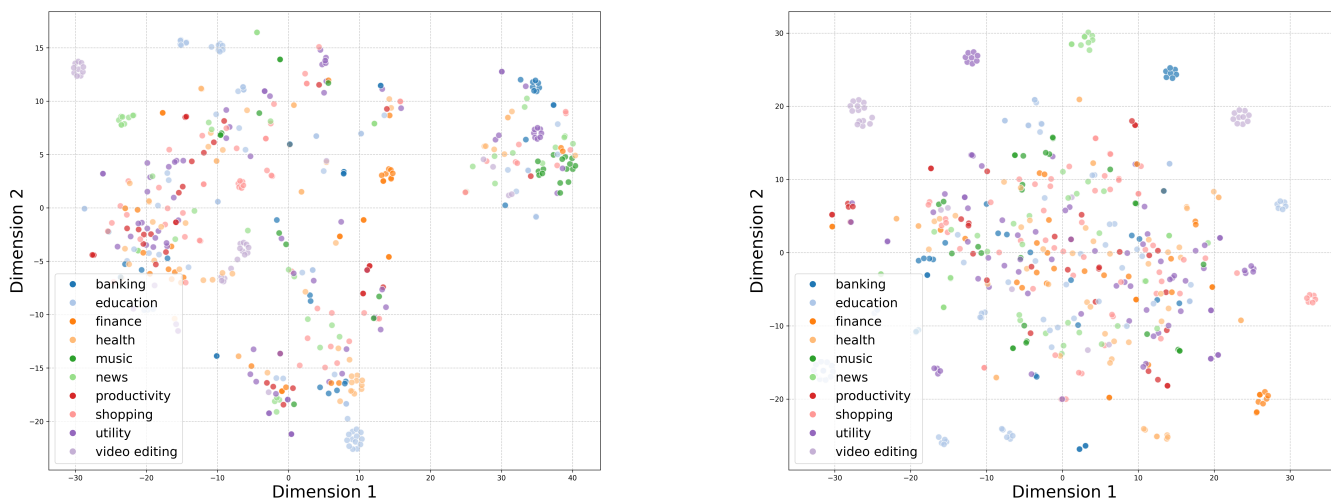 15
10
5
0
−5
−10
−15
−20
−30
−20
−10
0
10
20
30
40
Dimension 2
Dimension 1
banking
education
finance
health
music
news
productivity
shopping
utility
video editing
30
20
10
0
−10
−20
−30
−20
−10
0
10
20
30
Dimension 2
Dimension 1
banking
education
finance
health
music
news
productivity
shopping
utility
video editing